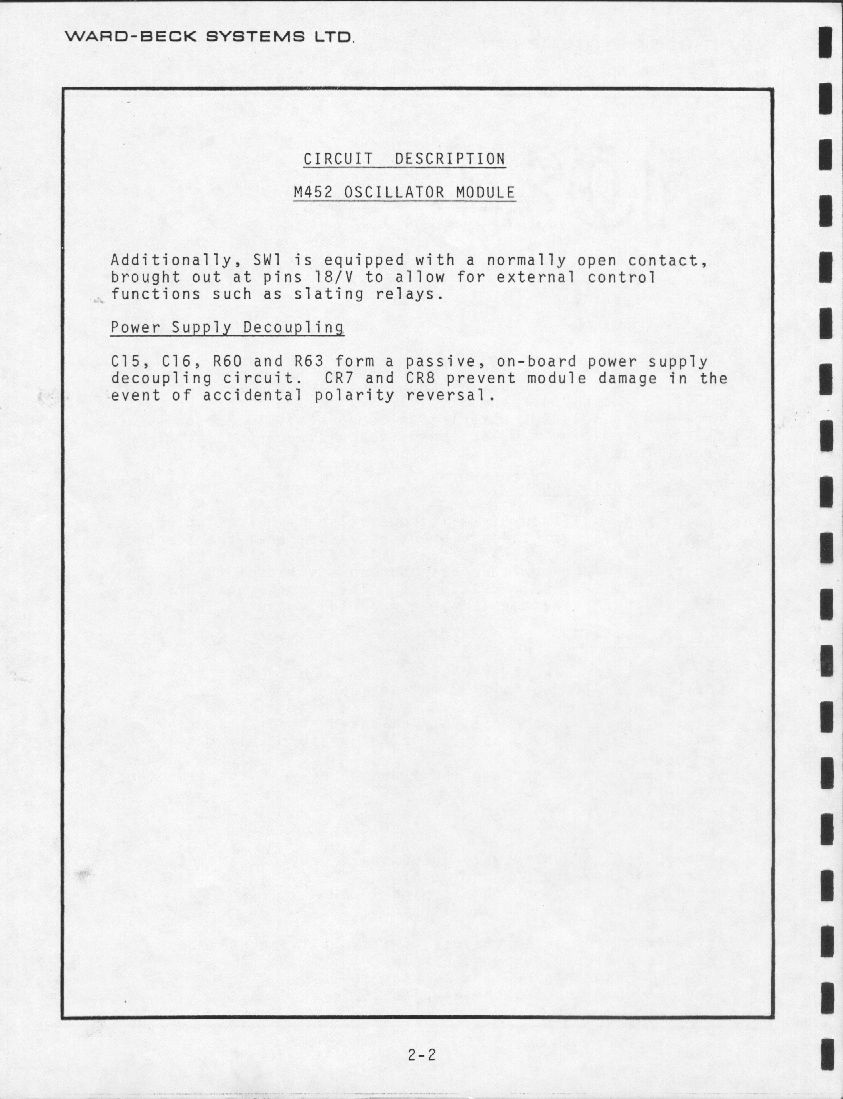 WARD-BECK SYSTEMS LTD.
CIRCUIT DESCRIPTION
M452 OSCILLATOR MODULE
Additionally, SW1 is equipped with a normally open contact,
brought out at pins 18/V to allow for external control
functions such as slating relays.
Power Supply Decoupling
C15, C16, R60 and R63 form a passive, on-board power supply
decoupling circuit. CR7 and CR8 prevent module damage in the
event of accidental polarity reversal.
2-2